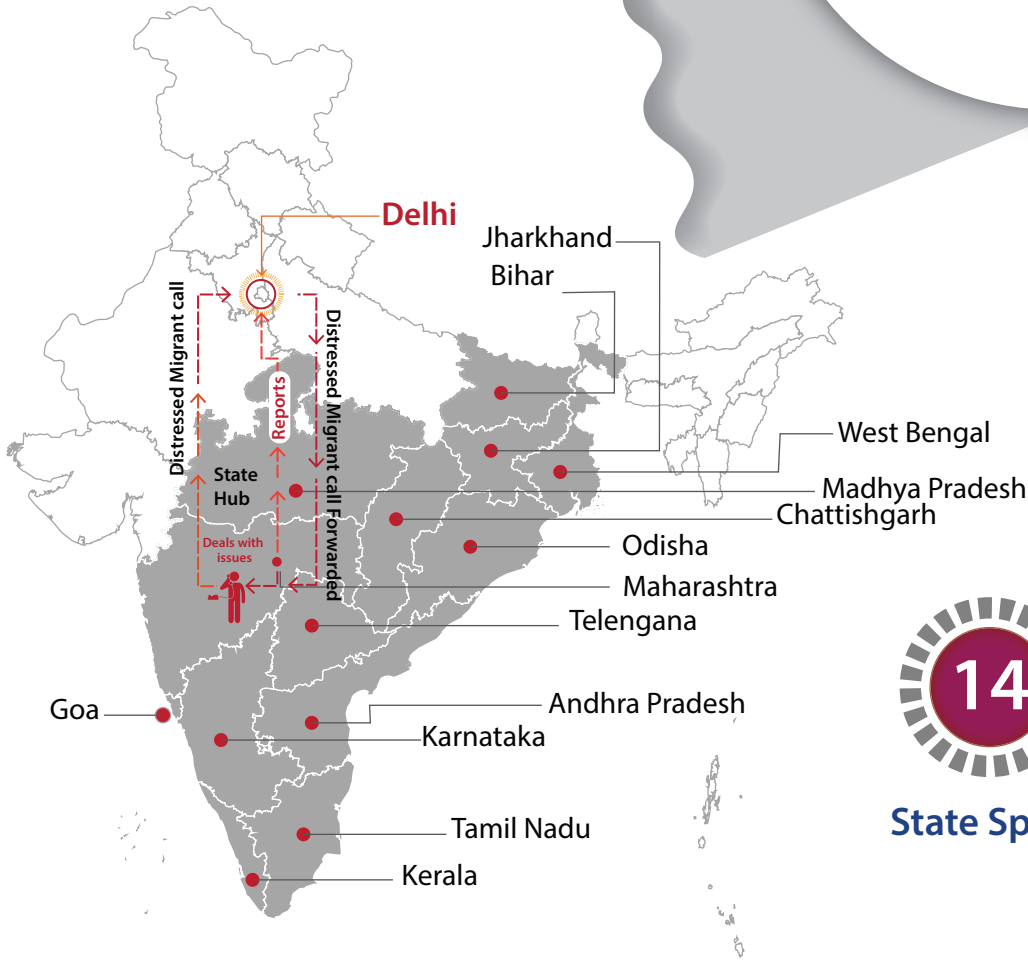 Delhi
Jharkhand
Bihar
Distressed Migrant call
Distressed Migrant call Forwarded
Reports
West Bengal
State
Hub
Madhya Pradesh
Chattishgarh
Deals with
issues
Odisha
Maharashtra
Telengana
14
Goa
Andhra Pradesh
Karnataka
State Sp
Tamil Nadu
Kerala